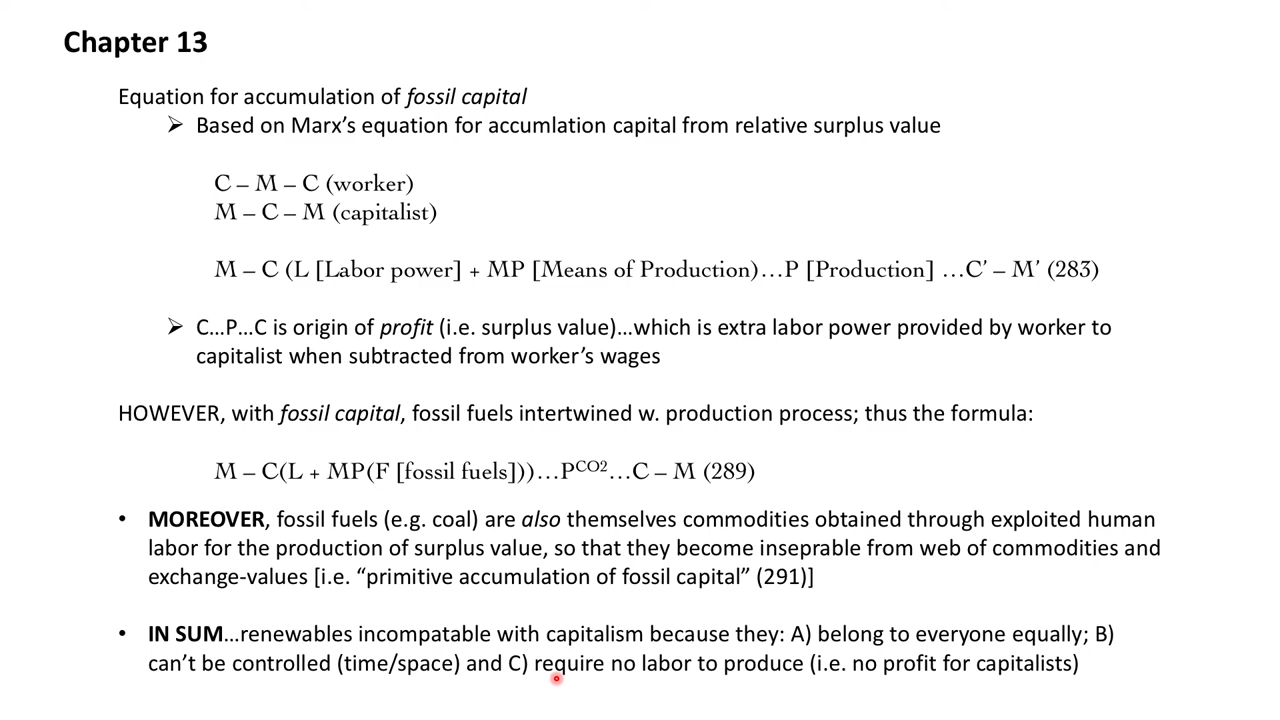 Chapter 13
Equation for accumulation of fossil capital
➢ Based on Marx's equation for accumlation capital from relative surplus value
C – M – C (worker)
M – C – M (capitalist)
M – C (L [Labor power] + MP [Means of Production)…P [Production] …C' – M' (283)
➢ C…P…C is origin of profit (i.e. surplus value)…which is extra labor power provided by worker to
capitalist when subtracted from worker's wages
HOWEVER, with fossil capital, fossil fuels intertwined w. production process; thus the formula:
M – C(L + MP(F [fossil fuels]))…P^CO2…C – M (289)
• MOREOVER, fossil fuels (e.g. coal) are also themselves commodities obtained through exploited human
labor for the production of surplus value, so that they become inseprable from web of commodities and
exchange-values [i.e. “primitive accumulation of fossil capital” (291)]
• IN SUM…renewables incompatable with capitalism because they: A) belong to everyone equally; B)
can't be controlled (time/space) and C) require no labor to produce (i.e. no profit for capitalists)